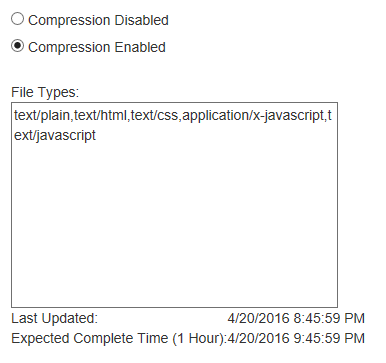 Compression Disabled
Compression Enabled
File Types:
text/plain,text/html,text/css,application/x-javascript,t
ext/javascript
Last Updated: 4/20/2016 8:45:59 PM
Expected Complete Time (1 Hour):4/20/2016 9:45:59 PM